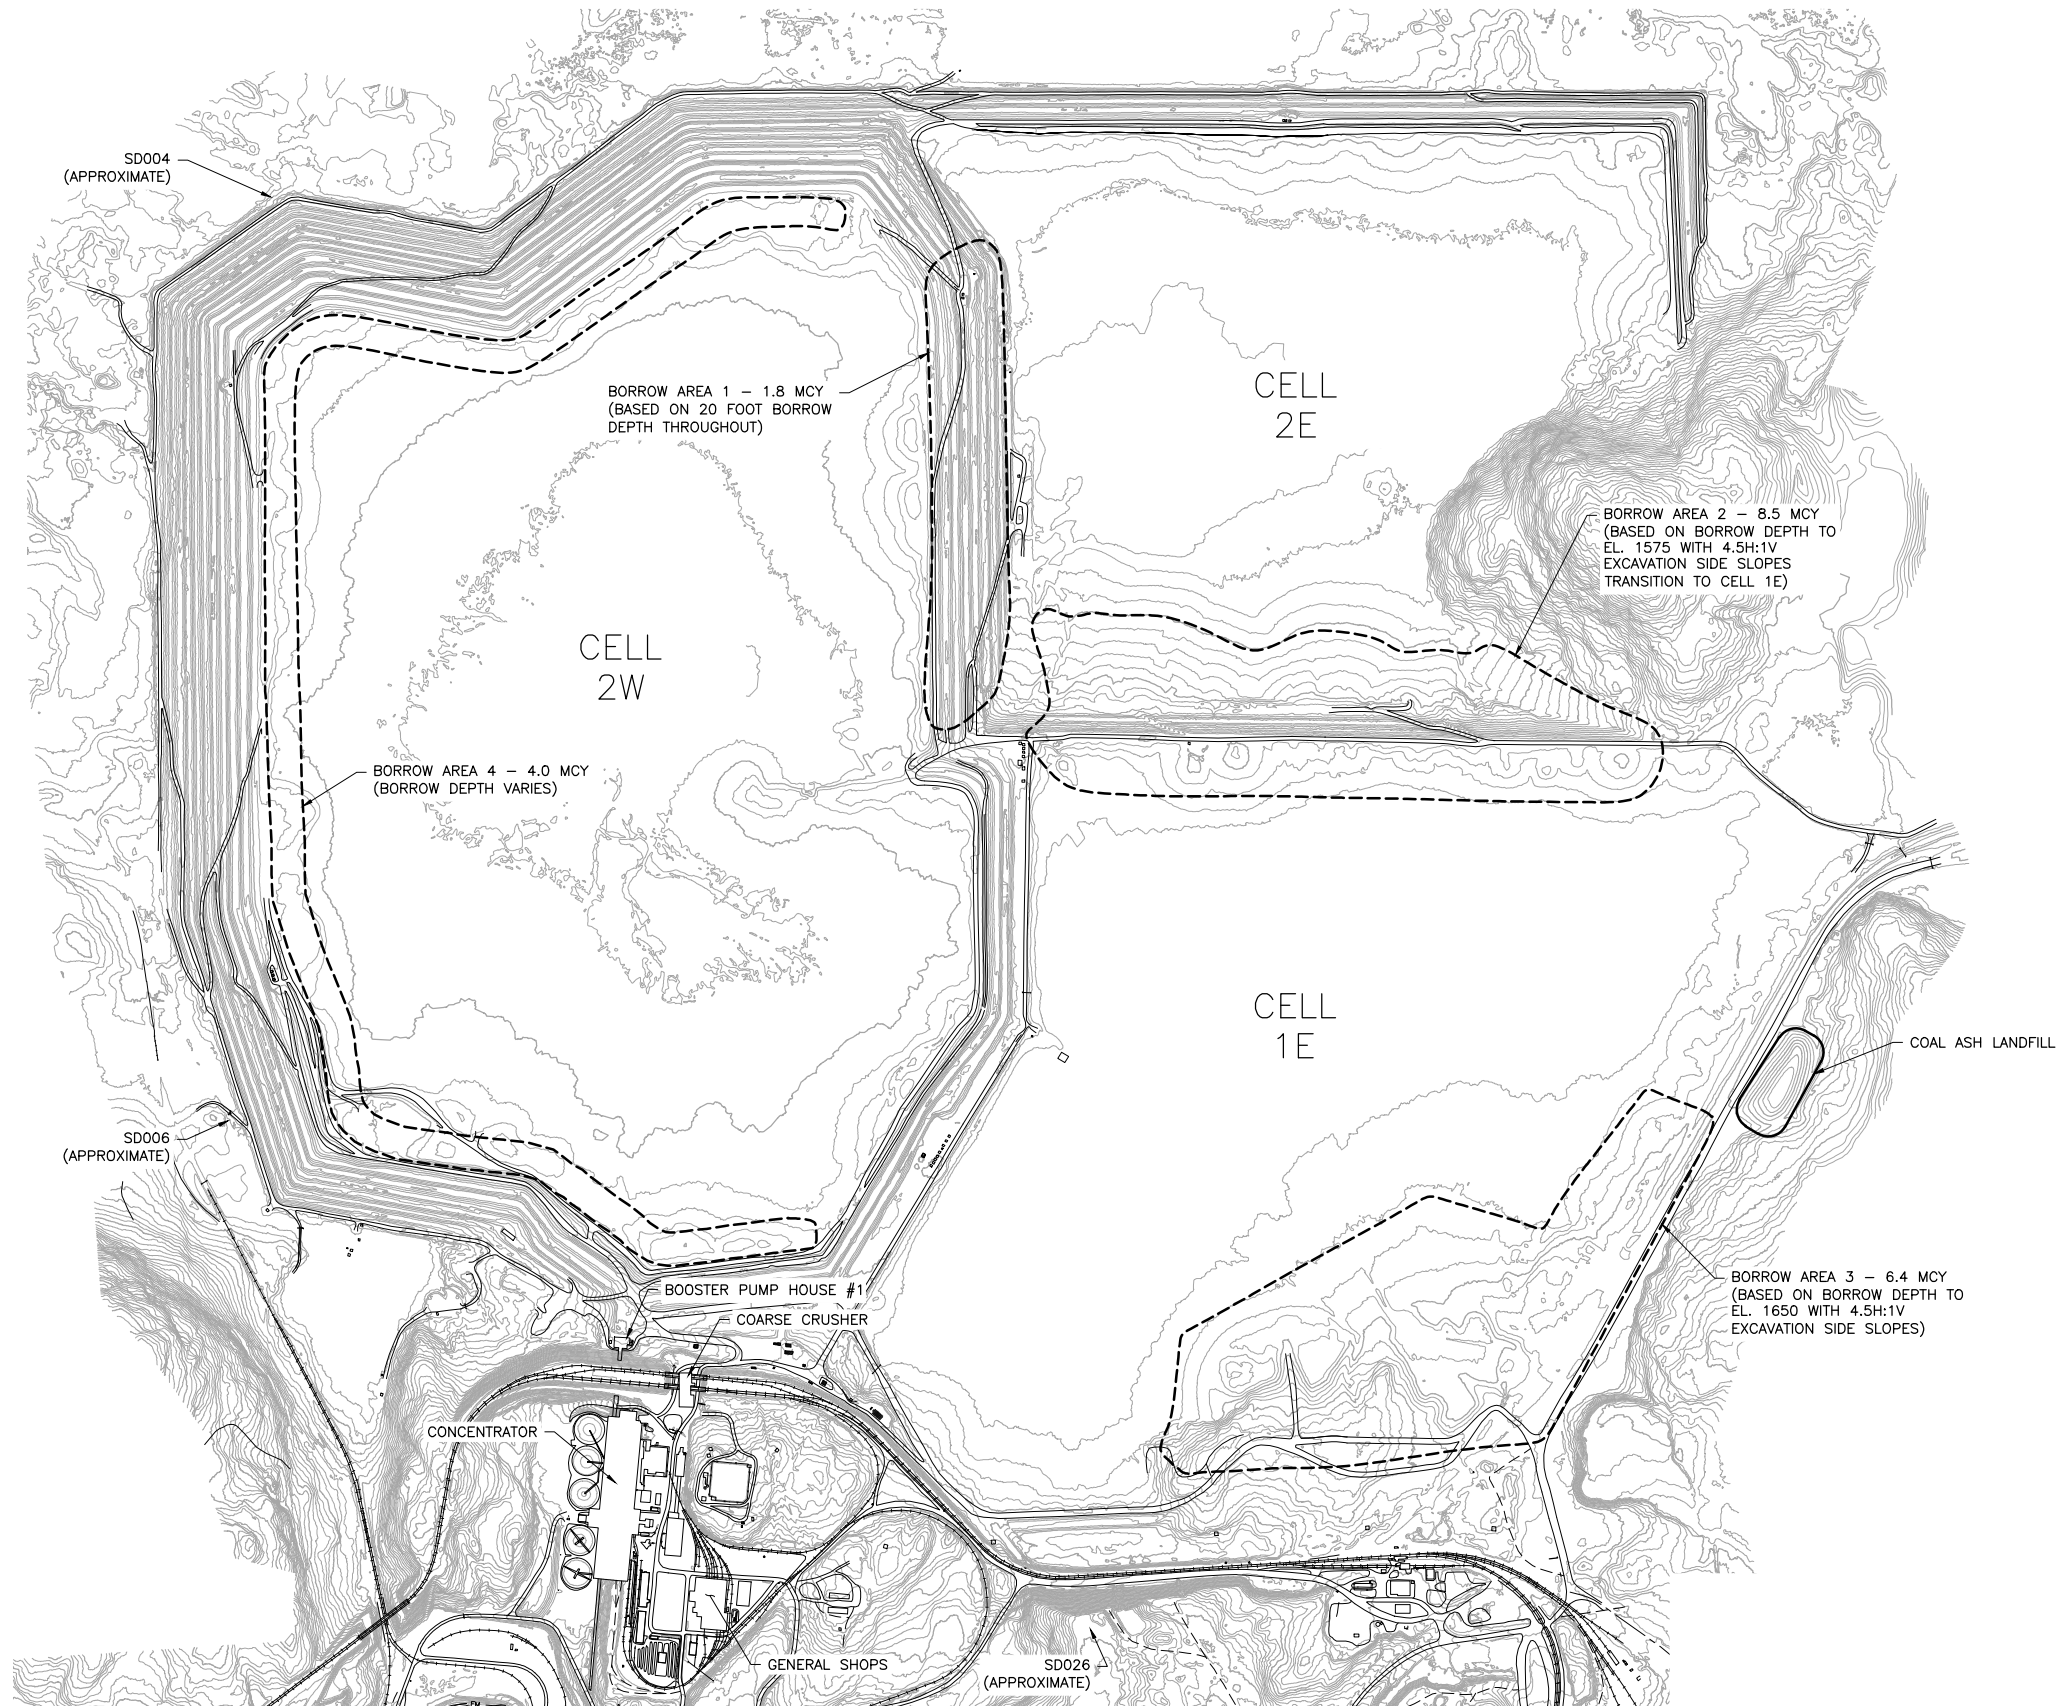 SD004
(APPROXIMATE)
BORROW AREA 1 – 1.8 MCY
(BASED ON 20 FOOT BORROW
DEPTH THROUGHOUT)
CELL
2E
BORROW AREA 2 – 8.5 MCY
(BASED ON BORROW DEPTH TO
EL. 1575 WITH 4.5H:1V
EXCAVATION SIDE SLOPES
TRANSITION TO CELL 1E)
CELL
2W
BORROW AREA 4 – 4.0 MCY
(BORROW DEPTH VARIES)
CELL
1E
COAL ASH LANDFILL
SD006
(APPROXIMATE)
BORROW AREA 3 – 6.4 MCY
(BASED ON BORROW DEPTH TO
EL. 1650 WITH 4.5H:1V
EXCAVATION SIDE SLOPES)
BOOSTER PUMP HOUSE #1
COARSE CRUSHER
CONCENTRATOR
GENERAL SHOPS
SD026
(APPROXIMATE)